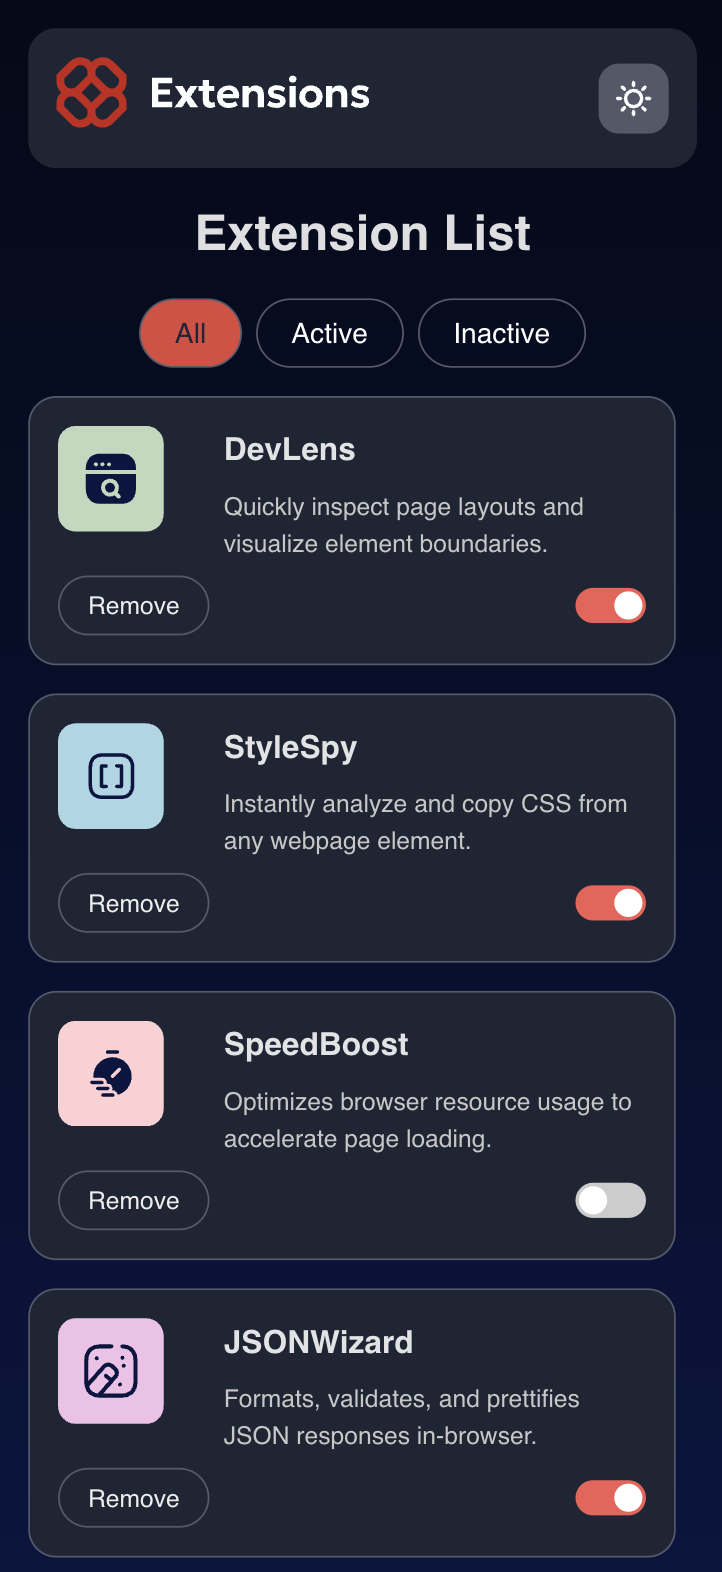 Extensions
Extension List
All
Active
Inactive
DevLens
Quickly inspect page layouts and
visualize element boundaries.
Remove
StyleSpy
Instantly analyze and copy CSS from
any webpage element.
Remove
SpeedBoost
Optimizes browser resource usage to
accelerate page loading.
Remove
JSONWizard
Formats, validates, and prettifies
JSON responses in-browser.
Remove